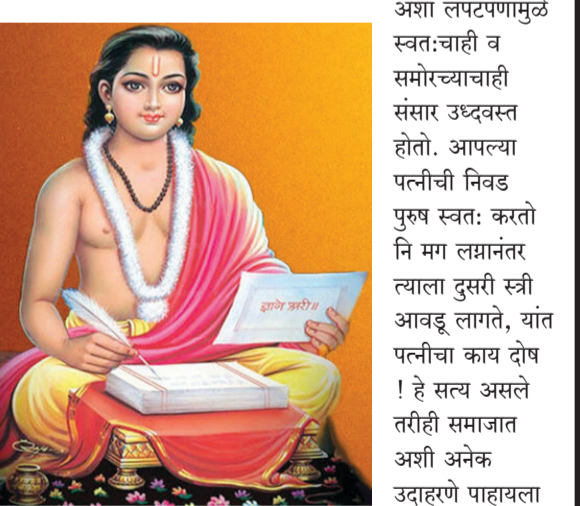 ज्ञाने श्वरी॥
अशा लपटपणामुळे
स्वत:चाही व
समोरच्याचाही
संसार उध्दवस्त
होतो. आपल्या
पत्नीची निवड
पुरुष स्वत: करतो
नि मग लग्नानंतर
त्याला दुसरी स्त्री
आवडू लागते, यांत
पत्नीचा काय दोष
! हे सत्य असले
तरीही समाजात
अशी अनेक
उदाहरणे पाहायला